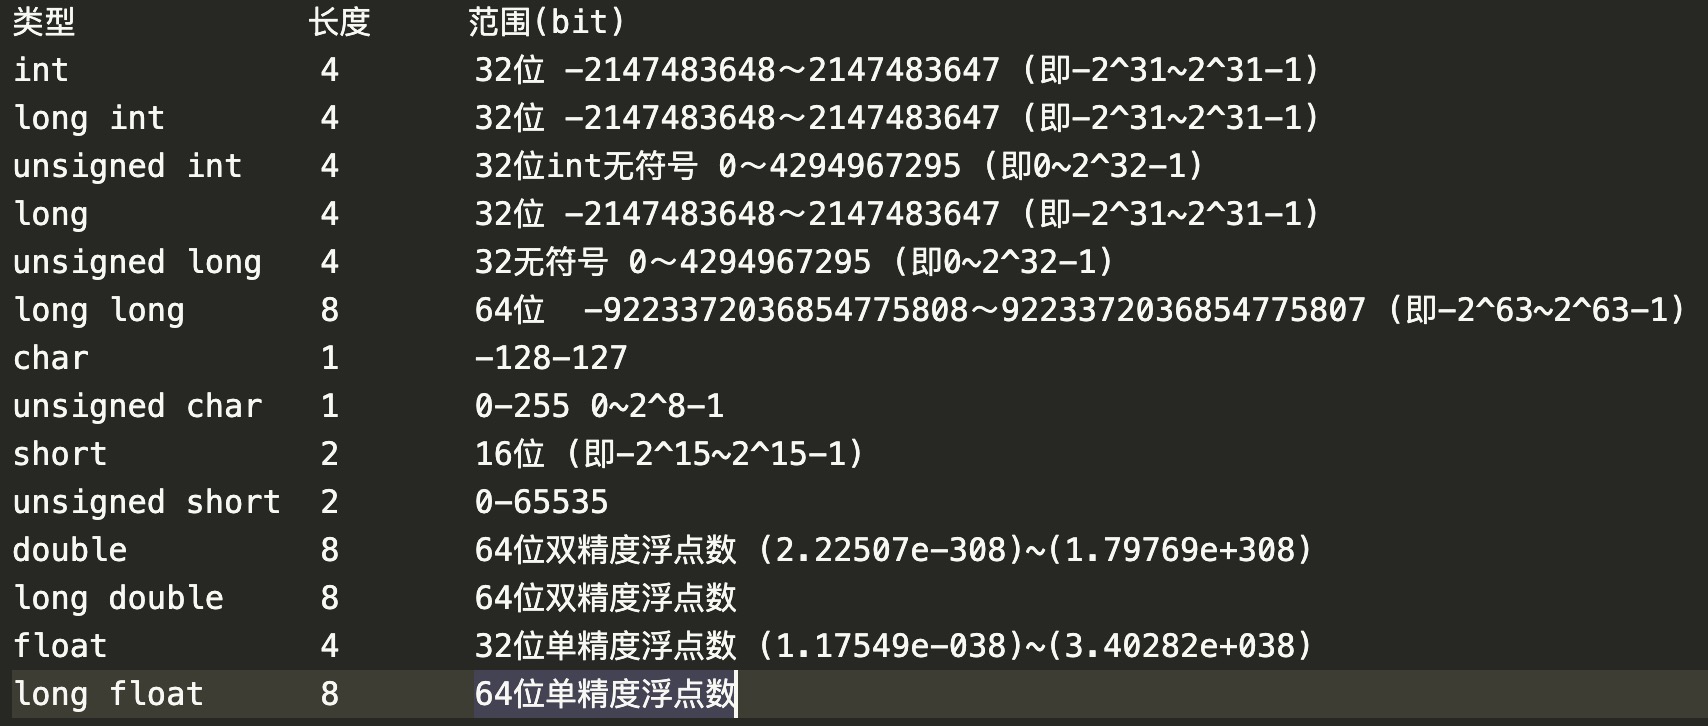 类型 长度 范围(bit)
int 4 32位 -2147483648～2147483647 (即-2^31~2^31-1)
long int 4 32位 -2147483648～2147483647 (即-2^31~2^31-1)
unsigned int 4 32位int无符号 0～4294967295 (即0~2^32-1)
long 4 32位 -2147483648～2147483647 (即-2^31~2^31-1)
unsigned long 4 32无符号 0～4294967295 (即0~2^32-1)
long long 8 64位  -9223372036854775808～9223372036854775807 (即-2^63~2^63-1)
char 1 -128-127
unsigned char 1 0-255 0~2^8-1
short 2 16位 (即-2^15~2^15-1)
unsigned short 2 0-65535
double 8 64位双精度浮点数 (2.22507e-308)~(1.79769e+308)
long double 8 64位双精度浮点数
float 4 32位单精度浮点数 (1.17549e-038)~(3.40282e+038)
long float 8 64位单精度浮点数